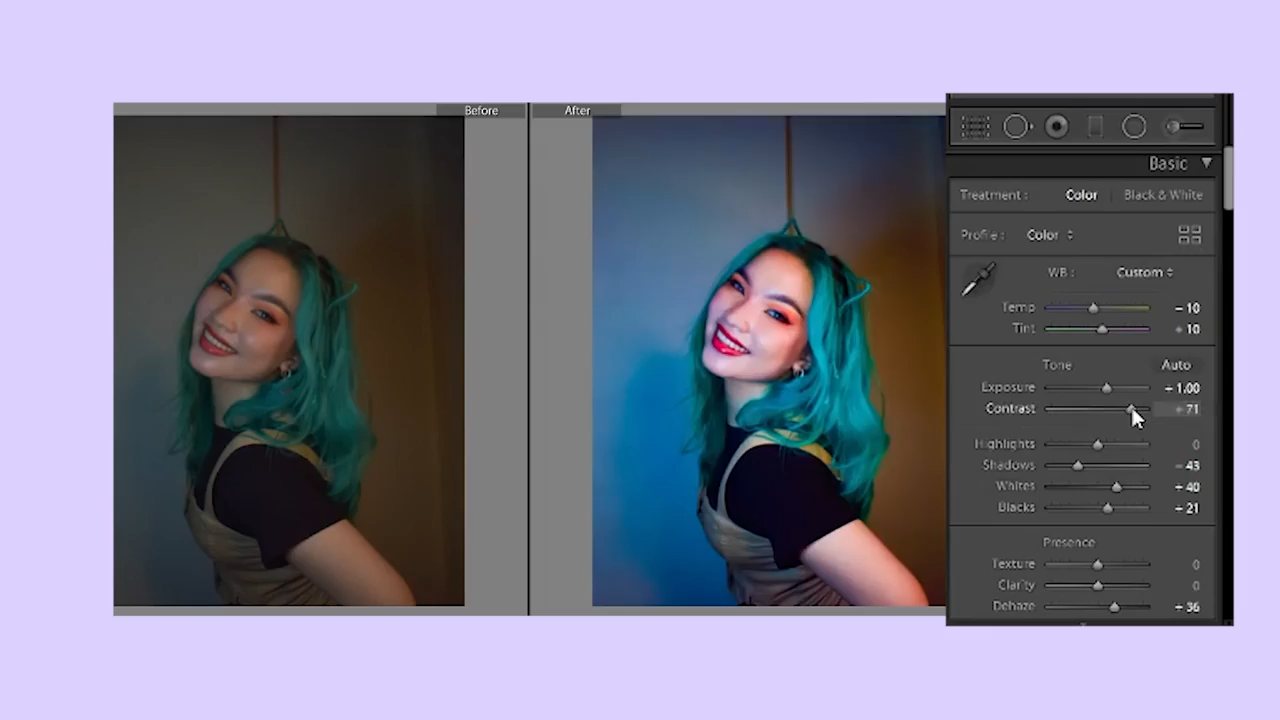 Before
After
Basic
Treatment : Color Black & White
Profile : Color
WB : Custom
Temp − 10
Tint + 10
Tone Auto
Exposure + 1.00
Contrast + 71
Highlights 0
Shadows − 43
Whites + 40
Blacks + 21
Presence
Texture 0
Clarity 0
Dehaze + 36